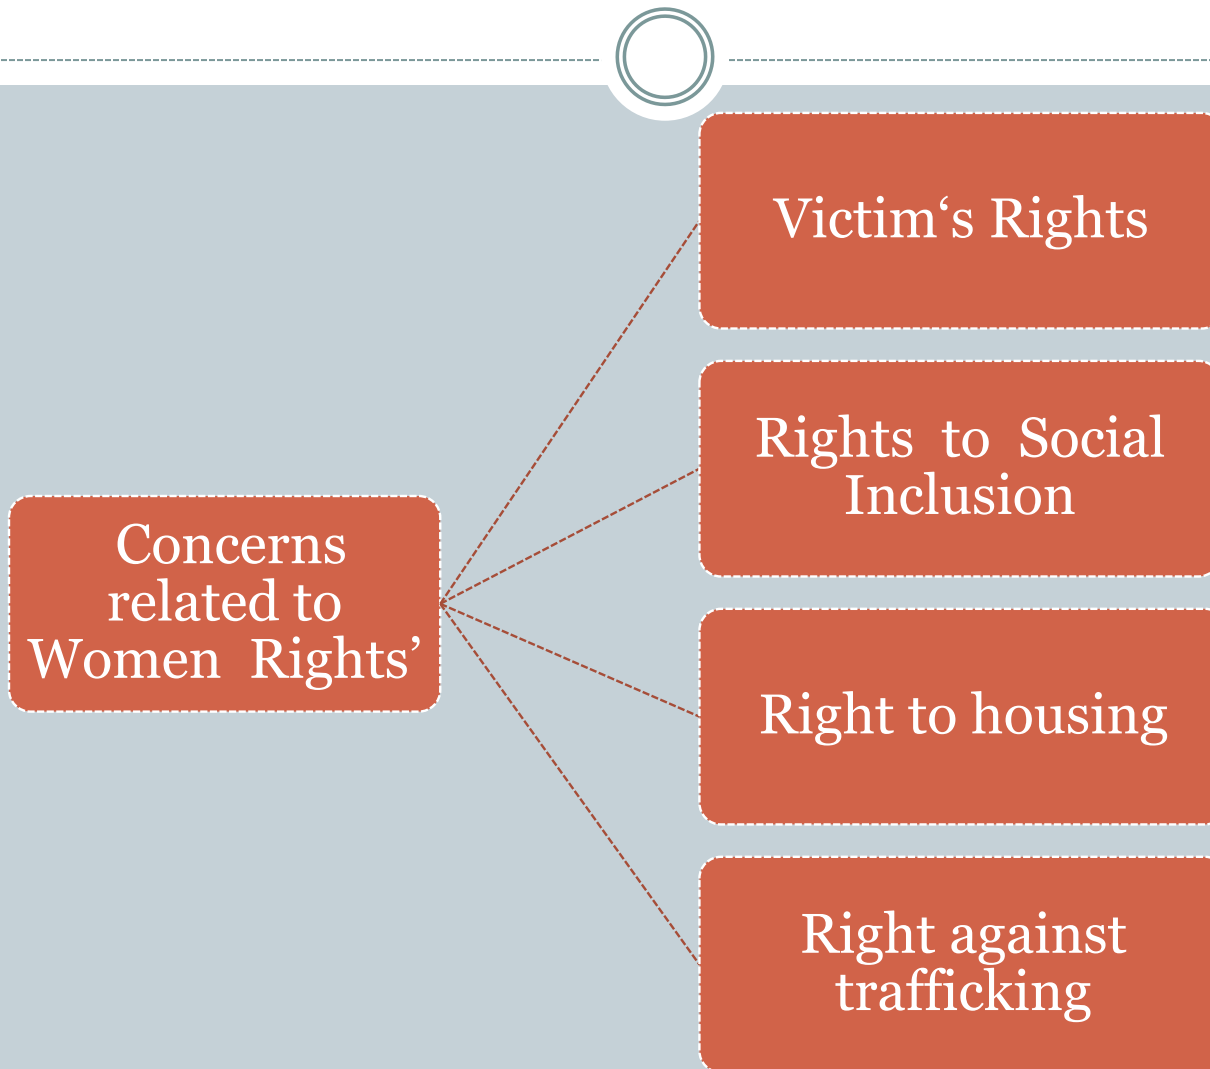 Victim‘s Rights
Rights to Social
Inclusion
Concerns
related to
Women Rights’
Right to housing
Right against
trafficking